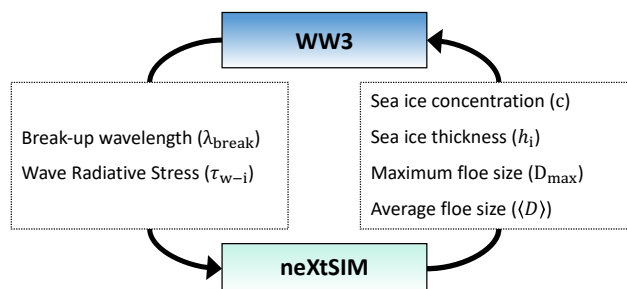 WW3
Break-up wavelength (λbreak)
Wave Radiative Stress (τw−i)
Sea ice concentration (c)
Sea ice thickness (hi)
Maximum floe size (Dmax)
Average floe size (⟨D⟩)
neXtSIM